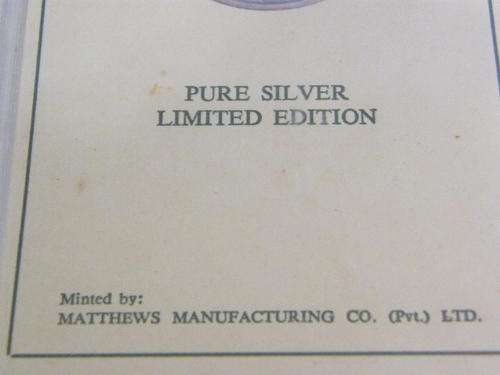 PURE SILVER
LIMITED EDITION
Minted by:
MATTHEWS MANUFACTURING CO. (Pvt.) LTD.